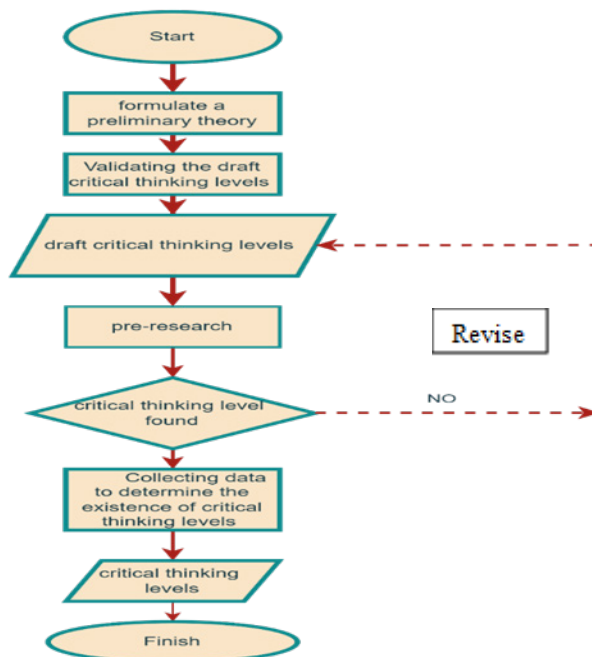 Start
formulate a
preliminary theory
Validating the draft
critical thinking levels
draft critical thinking levels
pre-research
Revise
critical thinking level
found
NO
Collecting data
to determine the
existence of critical
thinking levels
critical thinking
levels
Finish